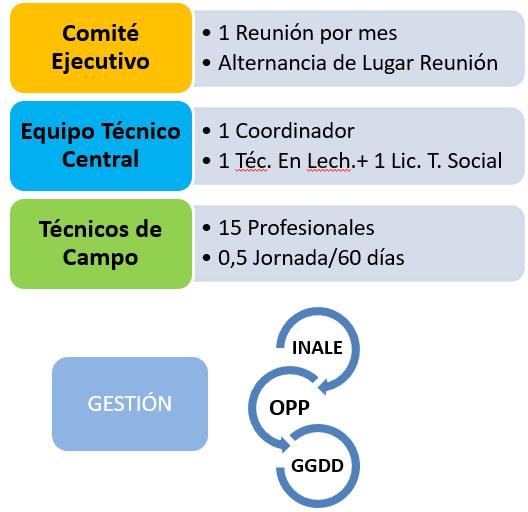 Comité
Ejecutivo
• 1 Reunión por mes
• Alternancia de Lugar Reunión
Equipo Técnico
Central
• 1 Coordinador
• 1 Téc. En Lech.+ 1 Lic. T. Social
Técnicos de
Campo
• 15 Profesionales
• 0,5 Jornada/60 días
GESTIÓN
INALE
OPP
GGDD